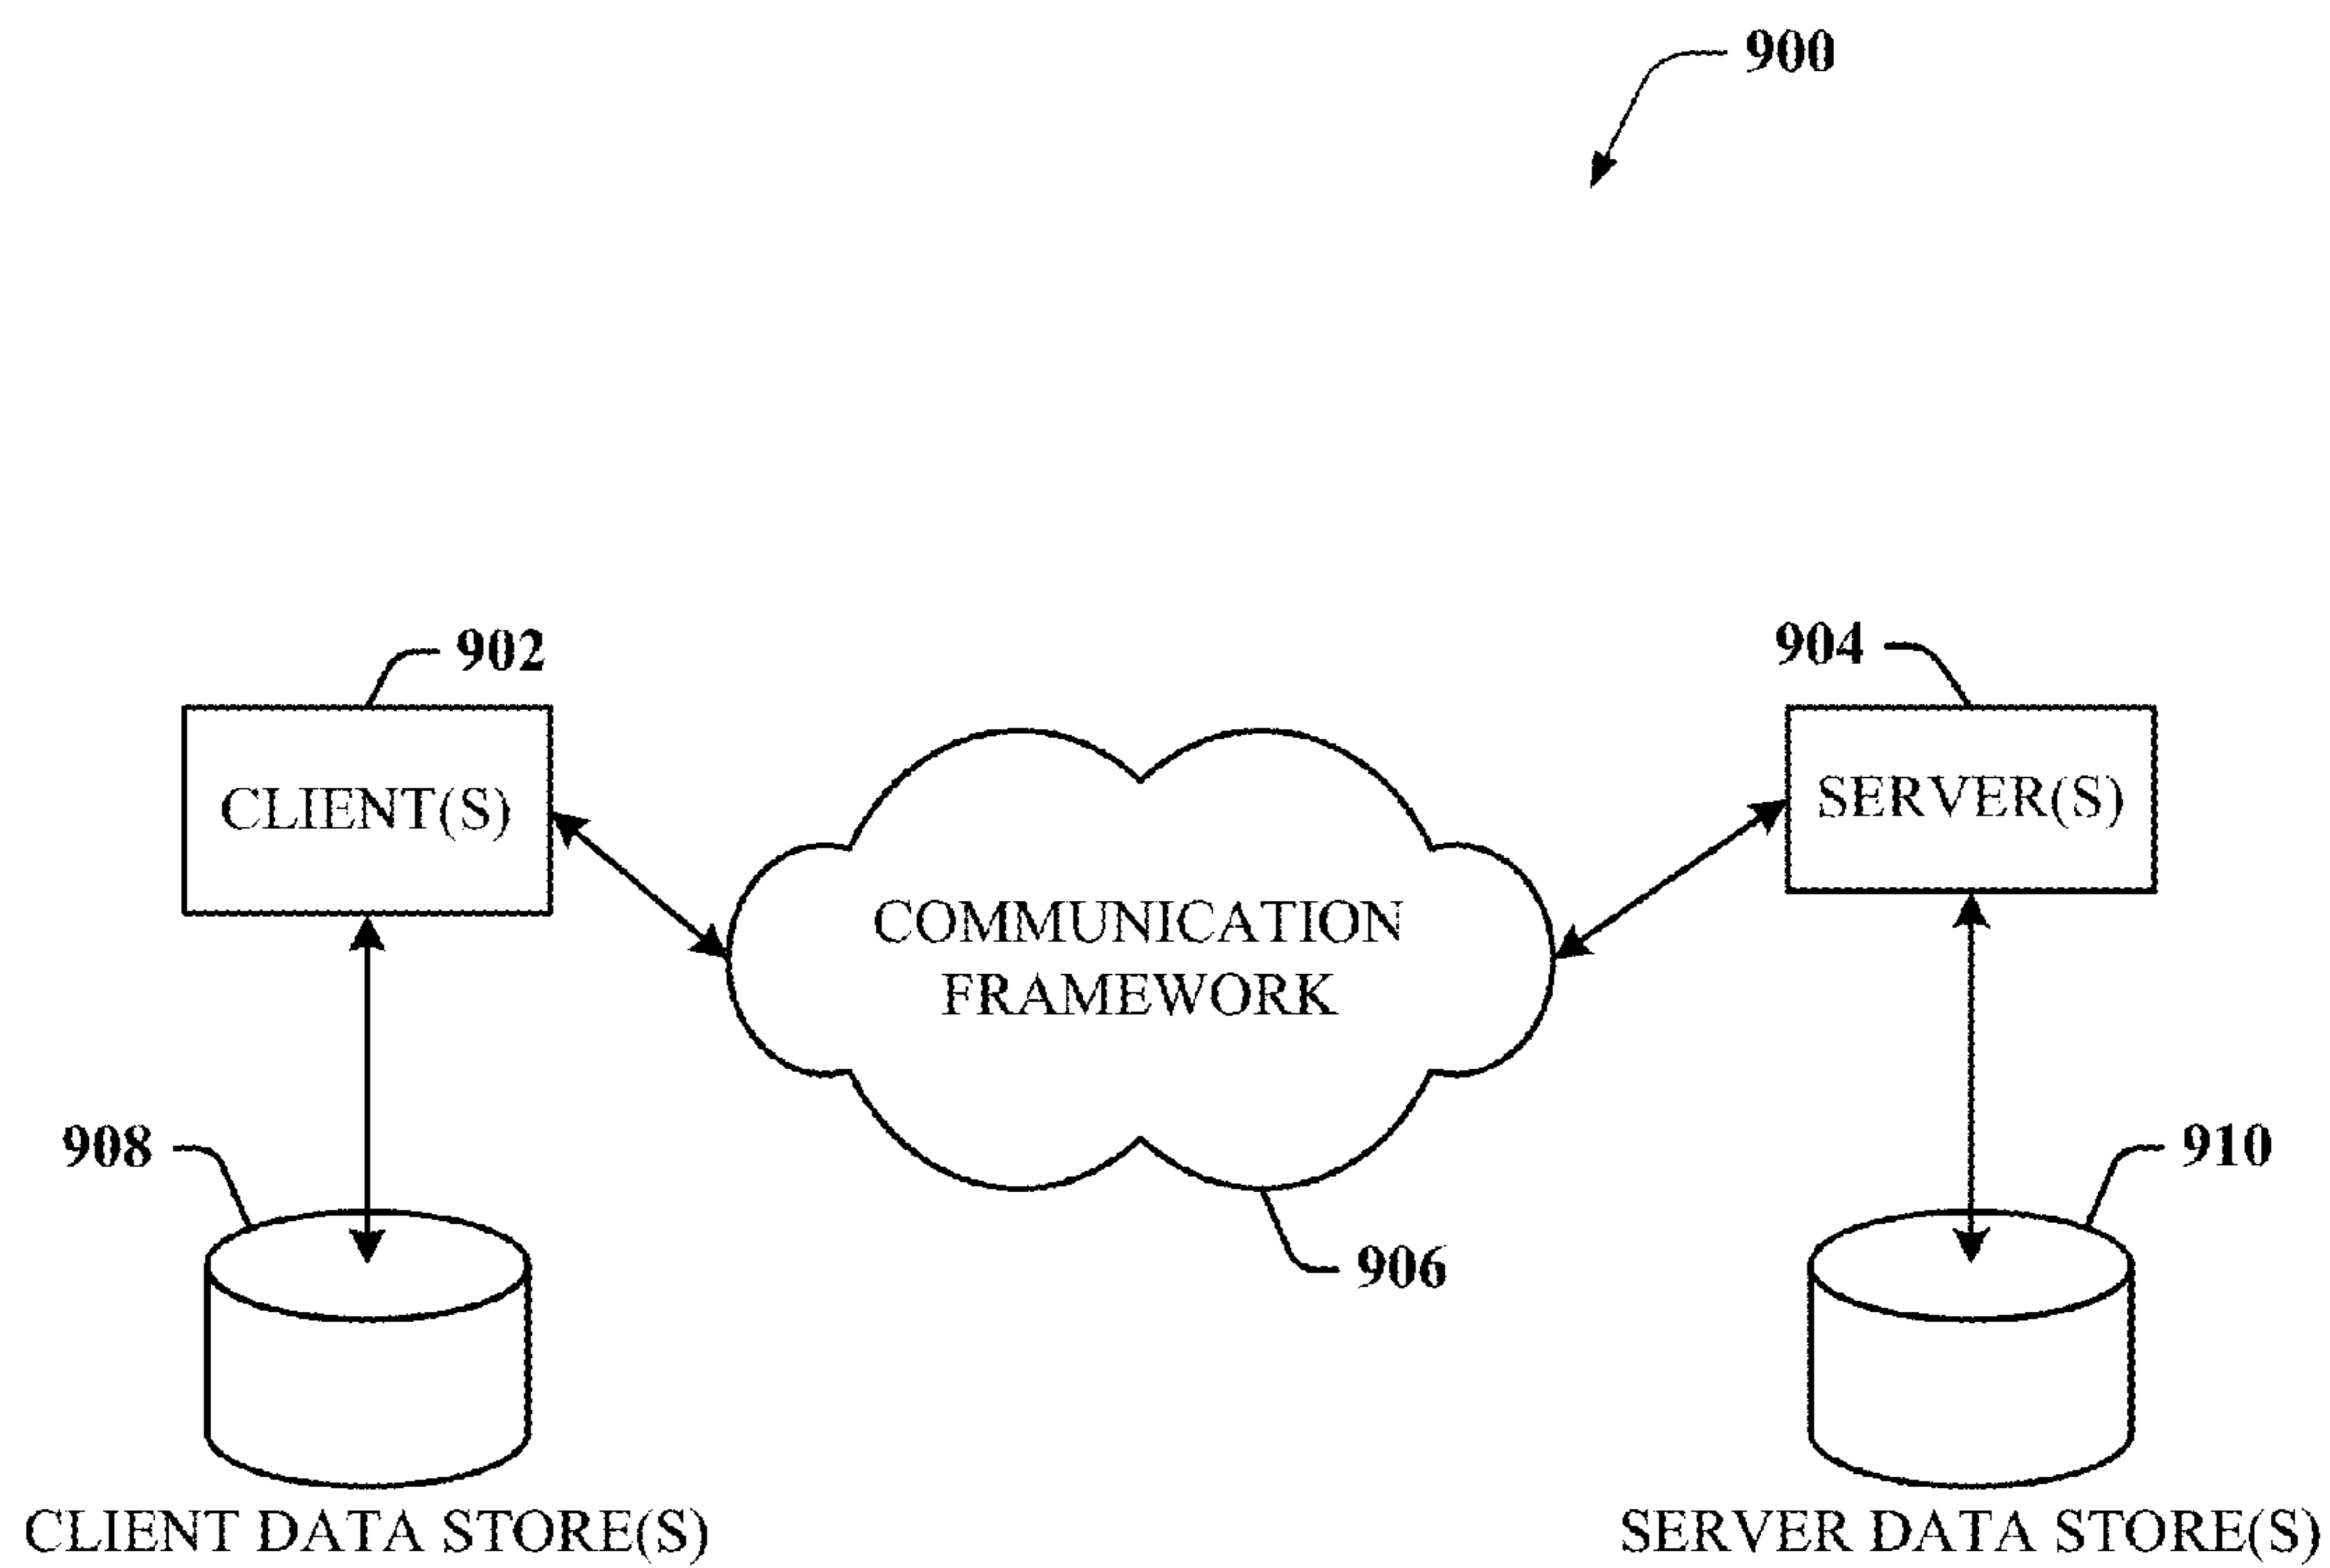 900
902
904
CLIENT(S)
SERVER(S)
COMMUNICATION
FRAMEWORK
908
910
906
CLIENT DATA STORE(S)
SERVER DATA STORE(S)